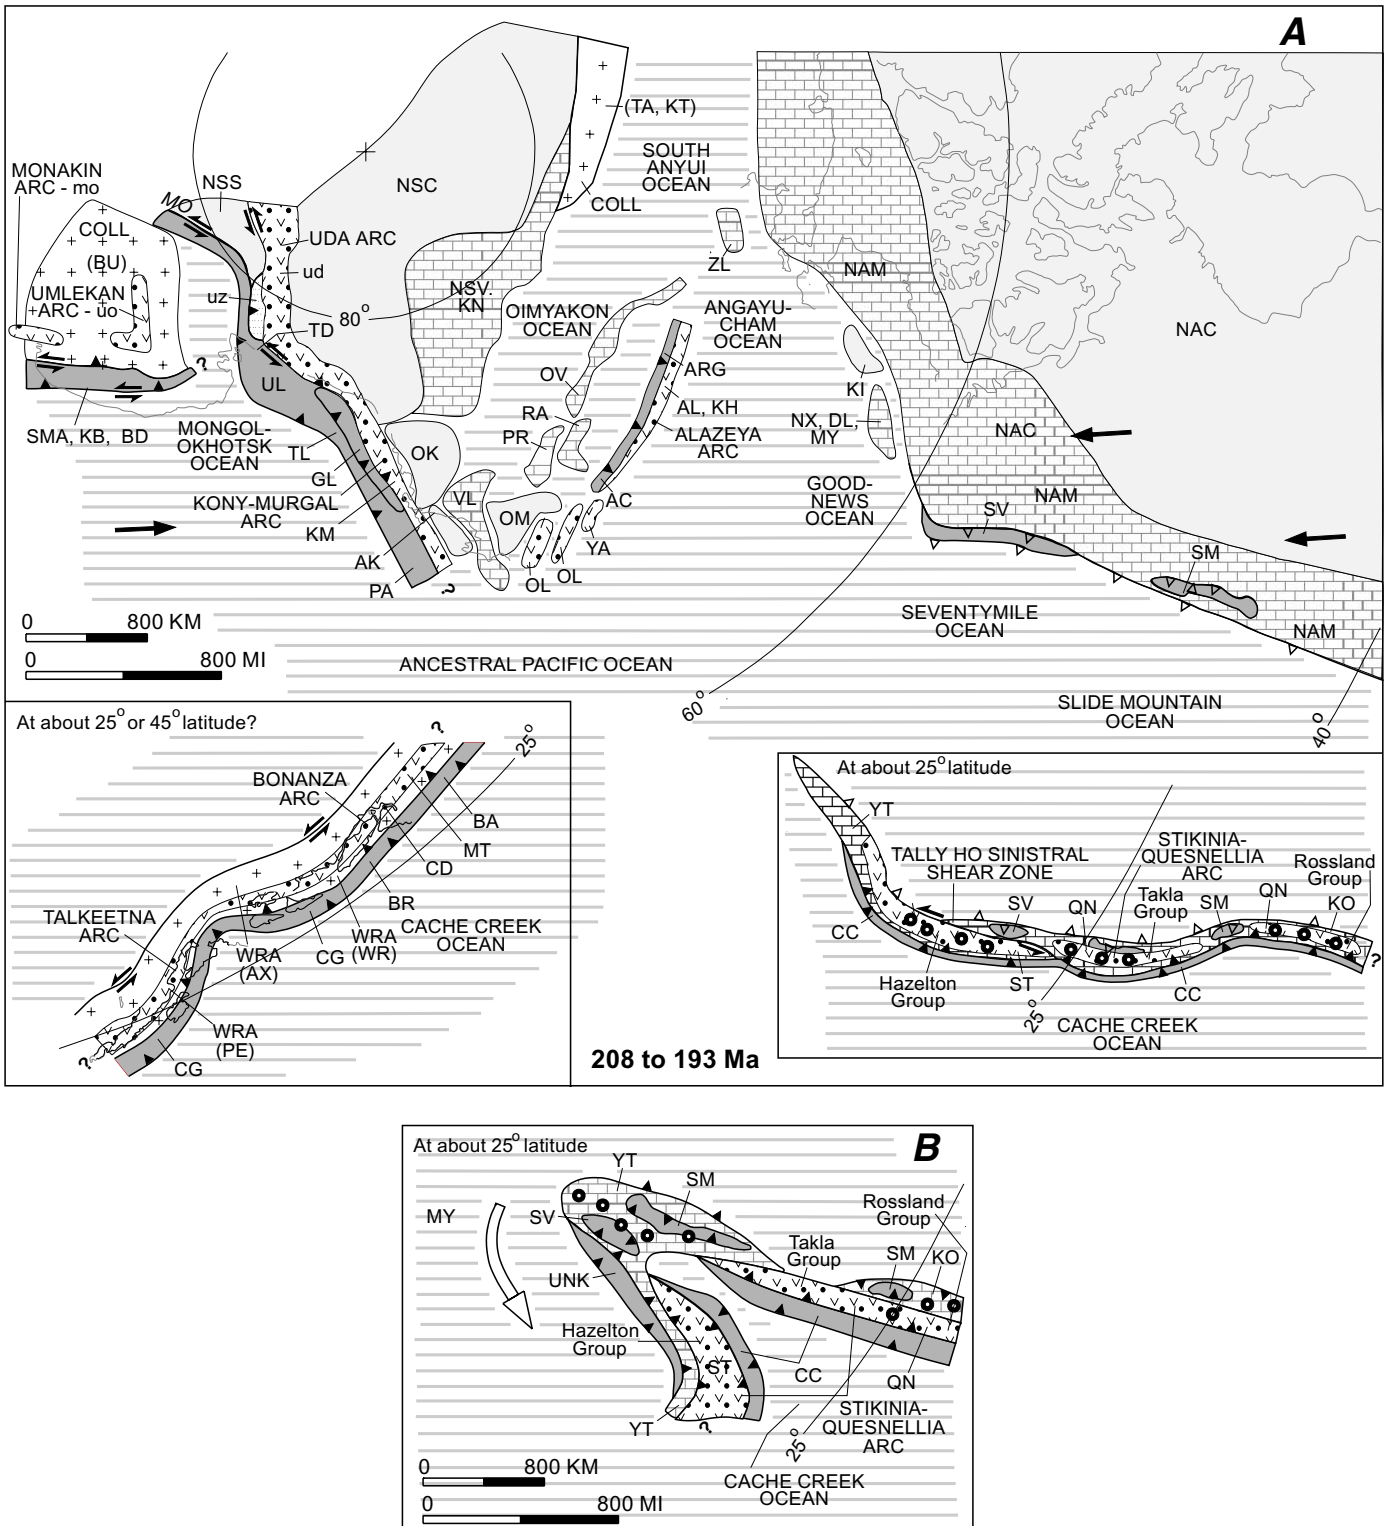 A
(TA, KT)
SOUTH
ANYUI
OCEAN
MONAKIN
ARC - mo
NSS
NSC
MO
COLL
COLL
(BU)
UDA ARC
ud
ZL
NAM
UMLEKAN
ARC - uo
uz
80°
TD
NSV.
KN
OIMYAKON
OCEAN
ANGAYU-
CHAM
OCEAN
NAC
?
UL
OV
ARG
KI
RA
AL, KH
SMA, KB, BD
MONGOL-
OKHOTSK
OCEAN
TL
OK
PR
ALAZEYA
ARC
NX, DL,
MY
NAC
GL
KONY-MURGAL
ARC
VL
GOOD-
NEWS
OCEAN
NAM
AC
SV
KM
OM
AK
YA
SM
PA
?
OL
OL
0 800 KM
0 800 MI
SEVENTYMILE
OCEAN
NAM
ANCESTRAL PACIFIC OCEAN
60°
SLIDE MOUNTAIN
OCEAN
40°
At about 25° or 45° latitude?
?
25°
BONANZA
ARC
BA
MT
CD
BR
TALKEETNA
ARC
CACHE CREEK
OCEAN
WRA
(AX)
CG
WRA
(WR)
WRA
(PE)
?
CG
208 to 193 Ma
At about 25° latitude
YT
TALLY HO SINISTRAL
SHEAR ZONE
STIKINIA-
QUESNELLIA
ARC
Rossland
Group
Takla
Group
SV
QN
SM
QN
KO
CC
?
Hazelton
Group
ST
CC
25°
CACHE CREEK
OCEAN
At about 25° latitude
B
YT
SM
MY
SV
Rossland
Group
Takla
Group
SM
KO
UNK
Hazelton
Group
ST
CC
QN
YT
?
25°
STIKINIA-
QUESNELLIA
ARC
0 800 KM
CACHE CREEK
OCEAN
0 800 MI